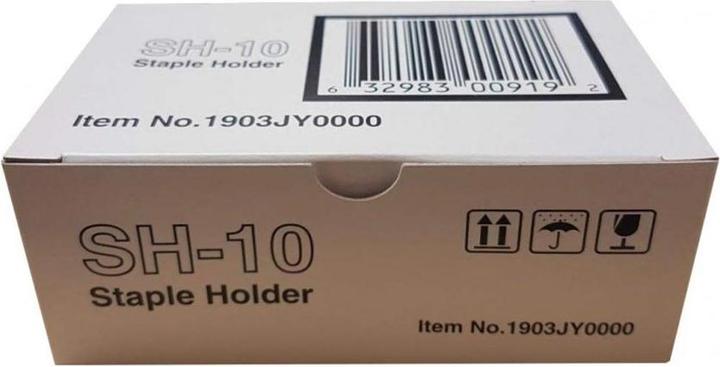 SH-10
Staple Holder
6 32983 00919 2
Item No.1903JY0000
SH-10
Staple Holder
Item No.1903JY0000